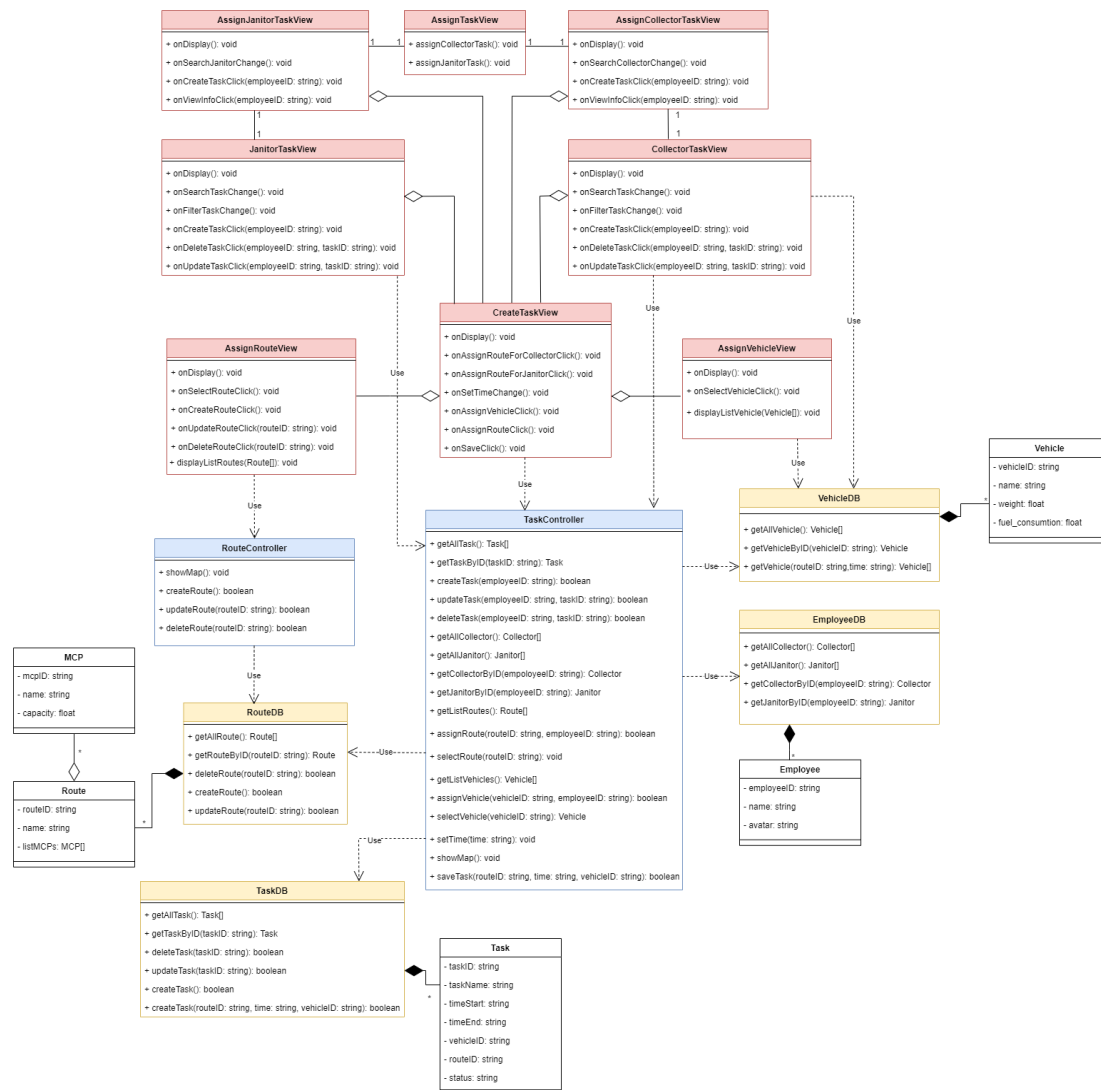 AssignJanitorTaskView
+ onDisplay(): void
+ onSearchJanitorChange(): void
+ onCreateTaskClick(employeeID: string): void
+ onViewInfoClick(employeeID: string): void
1
1
AssignTaskView
+ assignCollectorTask(): void
+ assignJanitorTask(): void
1
1
AssignCollectorTaskView
+ onDisplay(): void
+ onSearchCollectorChange(): void
+ onCreateTaskClick(employeeID: string): void
+ onViewInfoClick(employeeID: string): void
1
1
1
1
JanitorTaskView
+ onDisplay(): void
+ onSearchTaskChange(): void
+ onFilterTaskChange(): void
+ onCreateTaskClick(employeeID: string): void
+ onDeleteTaskClick(employeeID: string, taskID: string): void
+ onUpdateTaskClick(employeeID: string, taskID: string): void
CollectorTaskView
+ onDisplay(): void
+ onSearchTaskChange(): void
+ onFilterTaskChange(): void
+ onCreateTaskClick(employeeID: string): void
+ onDeleteTaskClick(employeeID: string, taskID: string): void
+ onUpdateTaskClick(employeeID: string, taskID: string): void
Use
Use
Use
CreateTaskView
+ onDisplay(): void
+ onAssignRouteForCollectorClick(): void
+ onAssignRouteForJanitorClick(): void
+ onSetTimeChange(): void
+ onAssignVehicleClick(): void
+ onAssignRouteClick(): void
+ onSaveClick(): void
AssignRouteView
+ onDisplay(): void
+ onSelectRouteClick(): void
+ onCreateRouteClick(): void
+ onUpdateRouteClick(routeID: string): void
+ onDeleteRouteClick(routeID: string): void
+ displayListRoutes(Route[]): void
AssignVehicleView
+ onDisplay(): void
+ onSelectVehicleClick(): void
+ displayListVehicle(Vehicle[]): void
Use
Use
Use
Vehicle
- vehicleID: string
- name: string
- weight: float
- fuel_consumtion: float
*
VehicleDB
+ getAllVehicle(): Vehicle[]
+ getVehicleByID(vehicleID: string): Vehicle
+ getVehicle(routeID: string,time: string): Vehicle[]
TaskController
+ getAllTask(): Task[]
+ getTaskByID(taskID: string): Task
+ createTask(employeeID: string): boolean
+ updateTask(employeeID: string, taskID: string): boolean
+ deleteTask(employeeID: string, taskID: string): boolean
+ getAllCollector(): Collector[]
+ getAllJanitor(): Janitor[]
+ getCollectorByID(empoloyeeID: string): Collector
+ getJanitorByID(employeeID: string): Janitor
+ getListRoutes(): Route[]
+ assignRoute(routeID: string, employeeID: string): boolean
+ selectRoute(routeID: string): void
+ getListVehicles(): Vehicle[]
+ assignVehicle(vehicleID: string, employeeID: string): boolean
+ selectVehicle(vehicleID: string): Vehicle
+ setTime(time: string): void
+ showMap(): void
+ saveTask(routeID: string, time: string, vehicleID: string): boolean
Use
Use
Use
Use
RouteController
+ showMap(): void
+ createRoute(): boolean
+ updateRoute(routeID: string): boolean
+ deleteRoute(routeID: string): boolean
Use
EmployeeDB
+ getAllCollector(): Collector[]
+ getAllJanitor(): Janitor[]
+ getCollectorByID(employeeID: string): Collector
+ getJanitorByID(employeeID: string): Janitor
*
Employee
- employeeID: string
- name: string
- avatar: string
MCP
- mcpID: string
- name: string
- capacity: float
*
RouteDB
+ getAllRoute(): Route[]
+ getRouteByID(routeID: string): Route
+ deleteRoute(routeID: string): boolean
+ createRoute(): boolean
+ updateRoute(routeID: string): boolean
Route
- routeID: string
- name: string
- listMCPs: MCP[]
*
TaskDB
+ getAllTask(): Task[]
+ getTaskByID(taskID: string): Task
+ deleteTask(taskID: string): boolean
+ updateTask(taskID: string): boolean
+ createTask(): boolean
+ createTask(routeID: string, time: string, vehicleID: string): boolean
*
Task
- taskID: string
- taskName: string
- timeStart: string
- timeEnd: string
- vehicleID: string
- routeID: string
- status: string